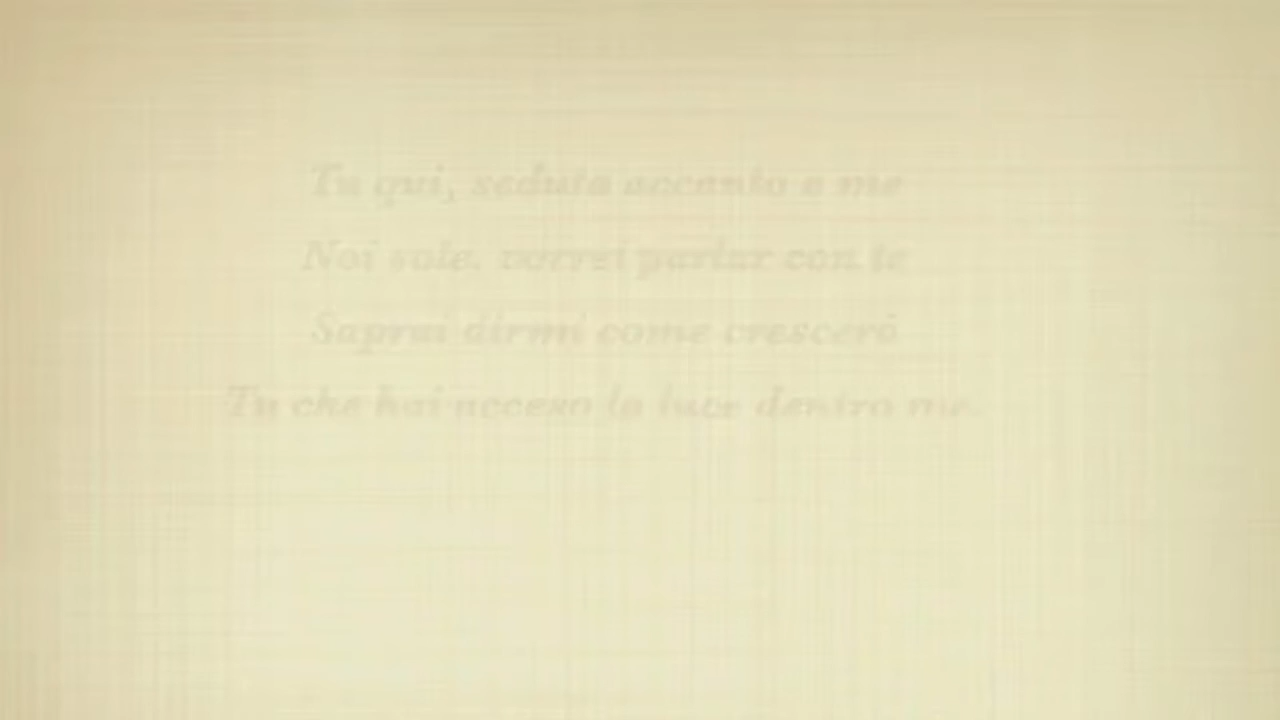 Tu qui, seduta accanto a me
Noi sole, vorrei parlar con te
Saprai dirmi come crescerò
Tu che hai acceso la luce dentro me.